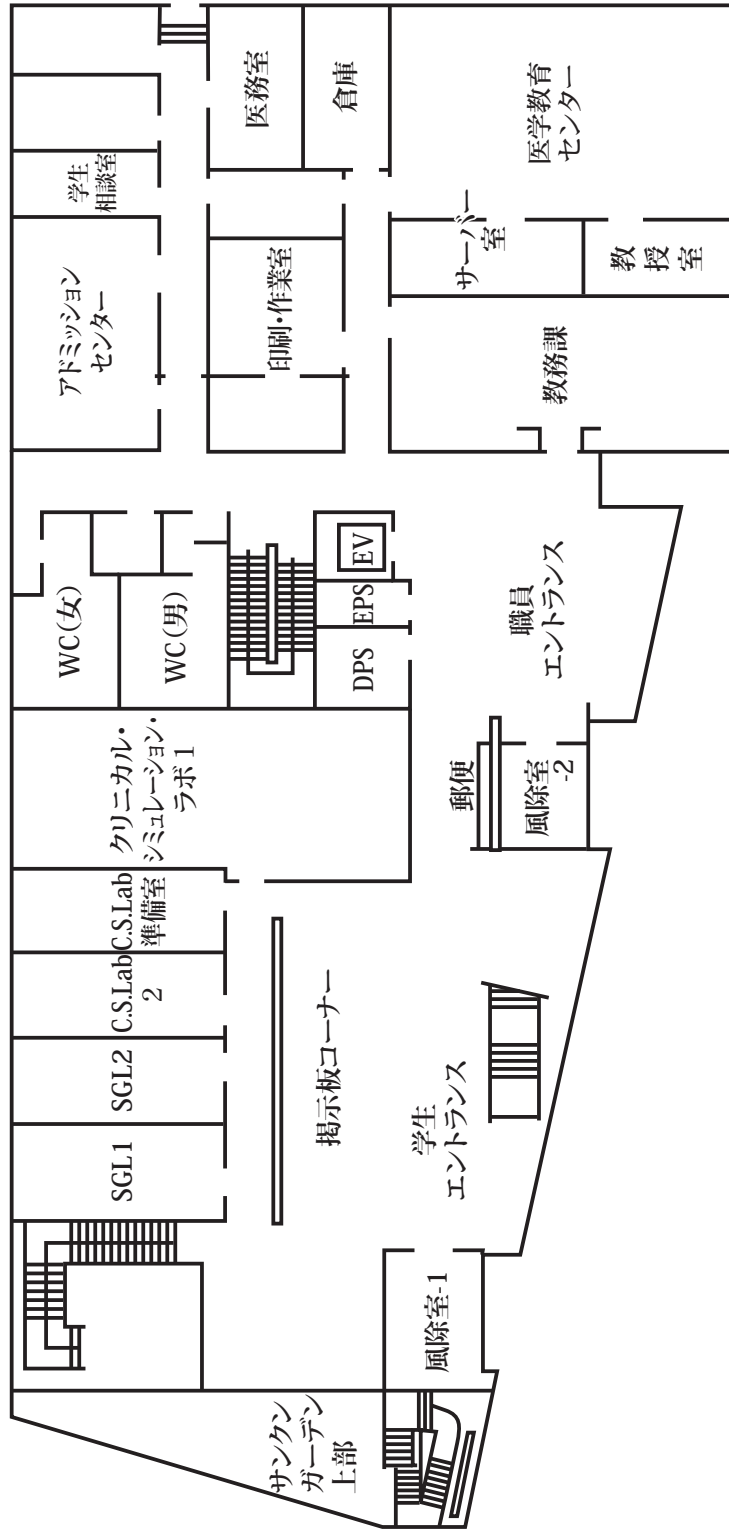 SGL1
SGL2
C.S.Lab
2
C.S.Lab
準備室
クリニカル・
シミュレーション・
ラボ 1
WC(女)
WC(男)
アドミッション
センター
学生
相談室
医務室
印刷・作業室
倉庫
サンケン
ガーデン
上部
掲示板コーナー
DPS
EPS
EV
風除室-1
学生
エントランス
郵便
風除室
-2
職員
エントランス
教務課
サーバー
室
教授
室
医学教育
センター